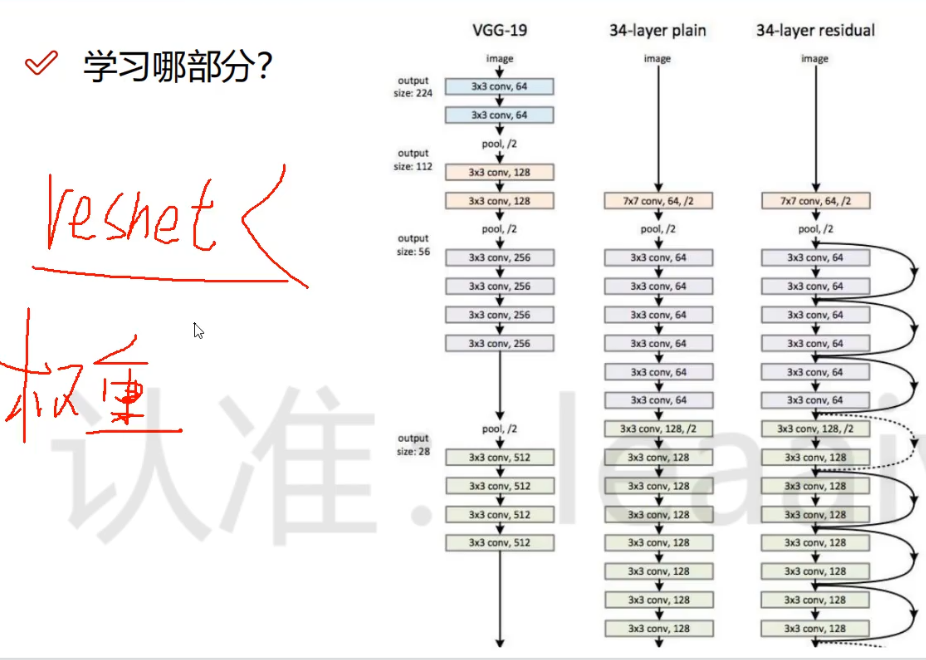 学习哪部分?
resnet
权重
VGG-19
image
output
size: 224
3x3 conv, 64
3x3 conv, 64
pool, /2
output
size: 112
3x3 conv, 128
3x3 conv, 128
pool, /2
output
size: 56
3x3 conv, 256
3x3 conv, 256
3x3 conv, 256
3x3 conv, 256
pool, /2
output
size: 28
3x3 conv, 512
3x3 conv, 512
3x3 conv, 512
3x3 conv, 512
34-layer plain
image
7x7 conv, 64, /2
pool, /2
3x3 conv, 64
3x3 conv, 64
3x3 conv, 64
3x3 conv, 64
3x3 conv, 64
3x3 conv, 64
3x3 conv, 128, /2
3x3 conv, 128
3x3 conv, 128
3x3 conv, 128
3x3 conv, 128
3x3 conv, 128
3x3 conv, 128
3x3 conv, 128
34-layer residual
image
7x7 conv, 64, /2
pool, /2
3x3 conv, 64
3x3 conv, 64
3x3 conv, 64
3x3 conv, 64
3x3 conv, 64
3x3 conv, 64
3x3 conv, 128, /2
3x3 conv, 128
3x3 conv, 128
3x3 conv, 128
3x3 conv, 128
3x3 conv, 128
3x3 conv, 128
3x3 conv, 128
认准: